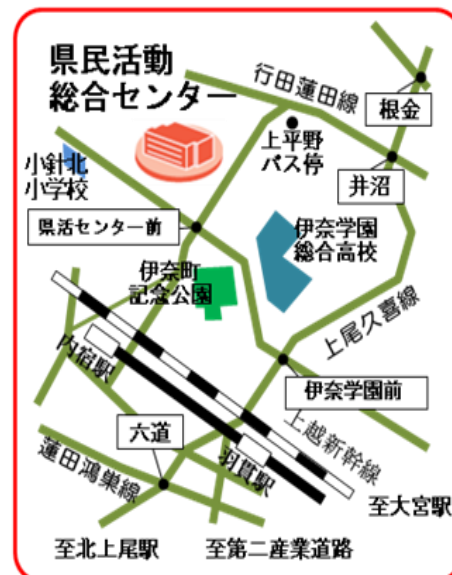 県民活動
総合センター
行田蓮田線
根金
上平野
バス停
小針北
小学校
井沼
県活センター前
伊奈学園
総合高校
伊奈町
記念公園
上尾久喜線
内宿駅
伊奈学園前
六道
上越新幹線
羽貫駅
蓮田鴻巣線
至大宮駅
至北上尾駅
至第二産業道路